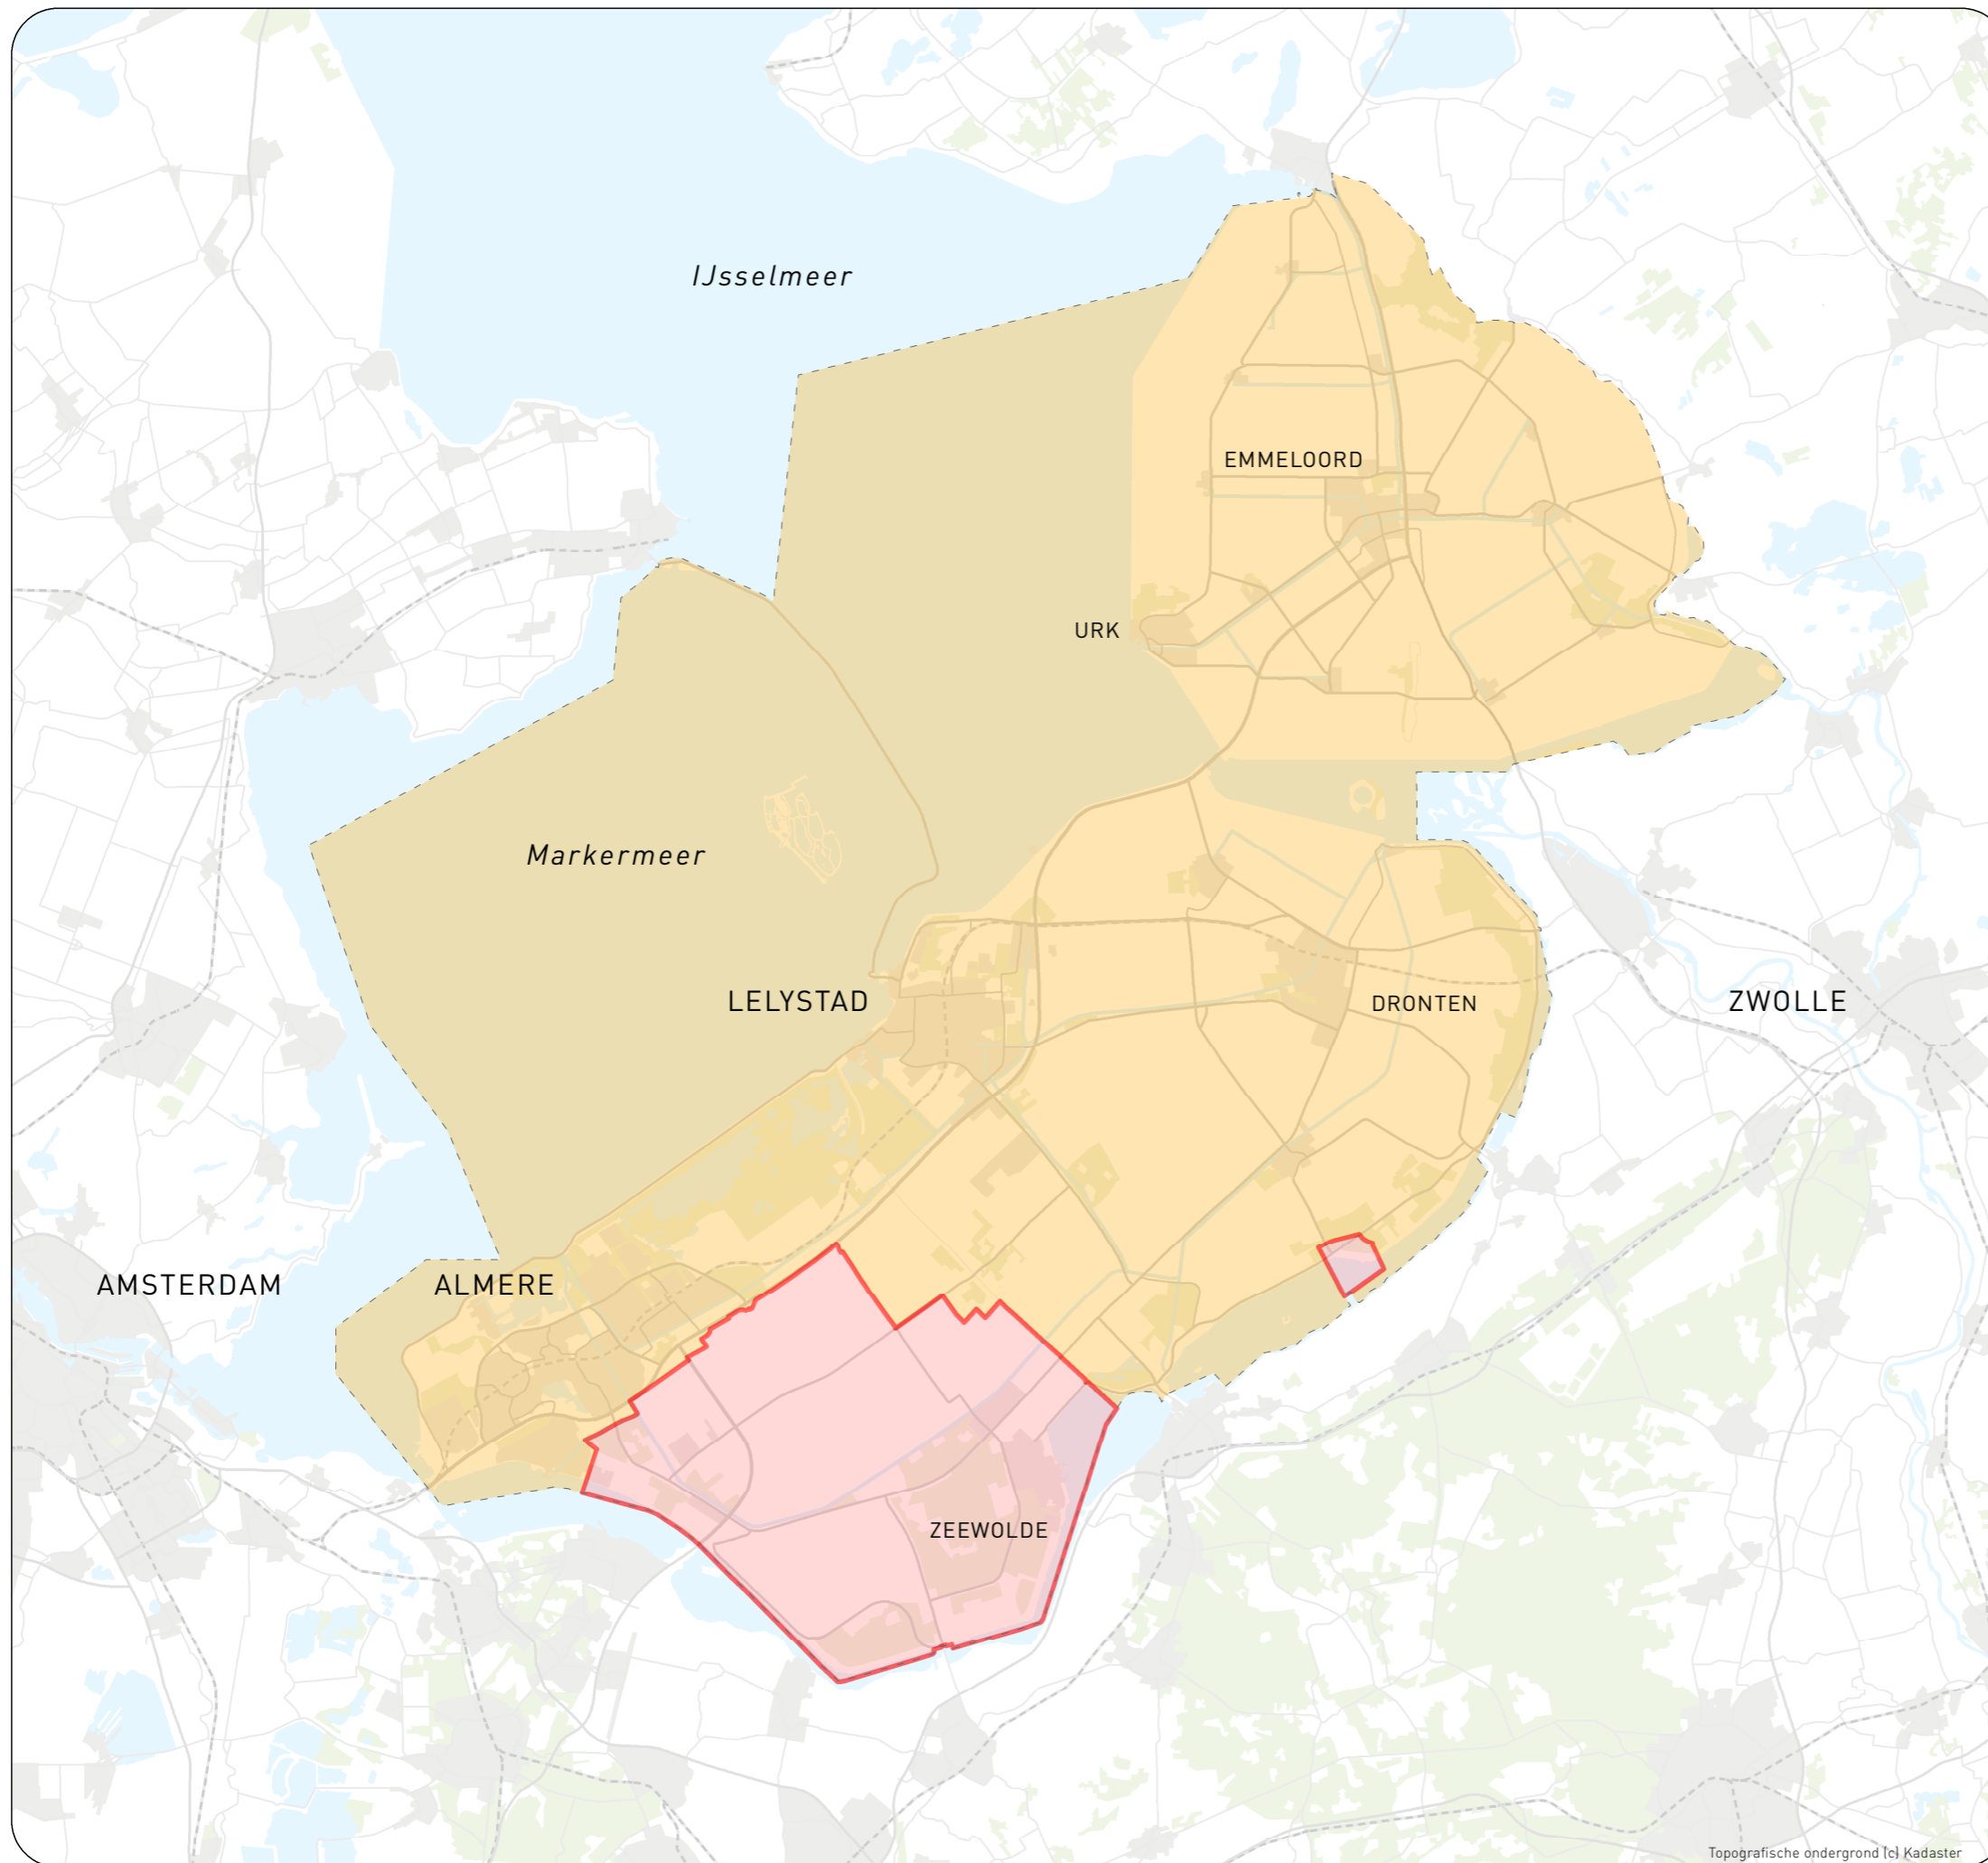 IJsselmeer
EMMELOORD
URK
Markermeer
LELYSTAD
DRONTEN
ZWOLLE
AMSTERDAM
ALMERE
ZEEWOLDE
Topografische ondergrond (c) Kadaster